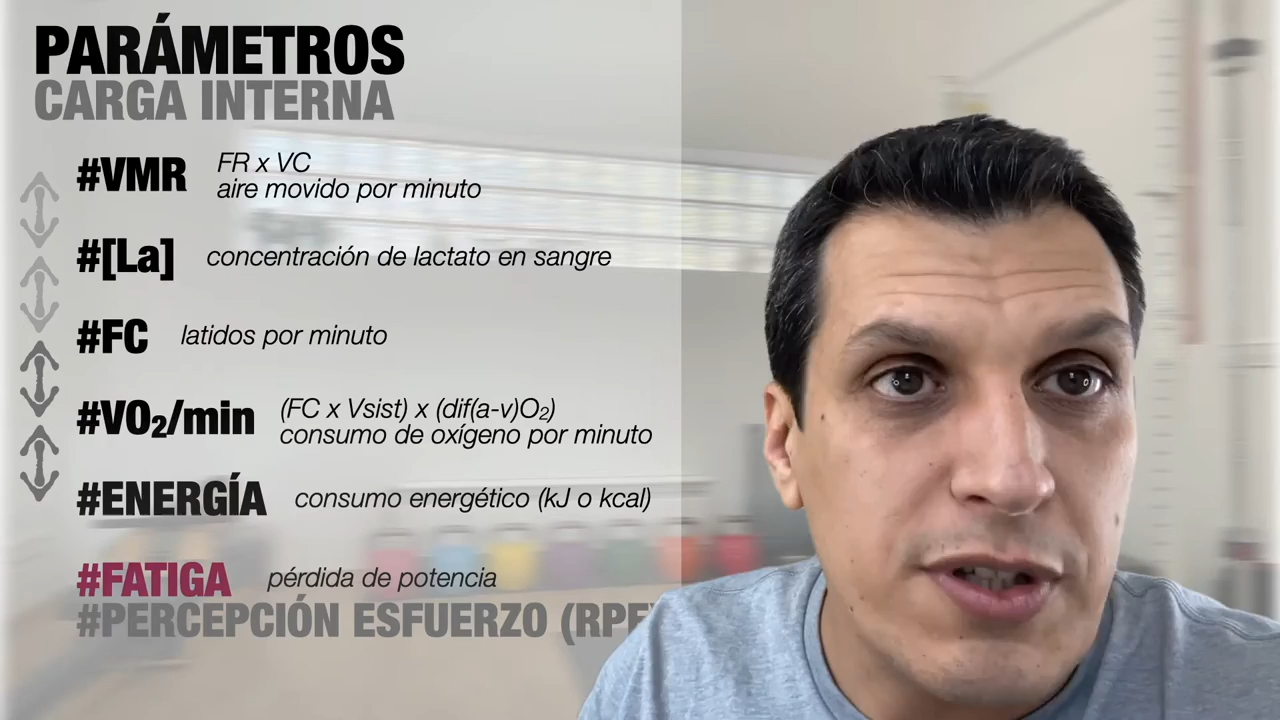 PARÁMETROS
CARGA INTERNA
#VMR FR x VC
aire movido por minuto
#[La] concentración de lactato en sangre
#FC latidos por minuto
#VO₂/min (FC x Vsist) x (dif(a-v)O₂)
consumo de oxígeno por minuto
#ENERGÍA consumo energético (kJ o kcal)
#FATIGA pérdida de potencia
#PERCEPCIÓN ESFUERZO (RPE